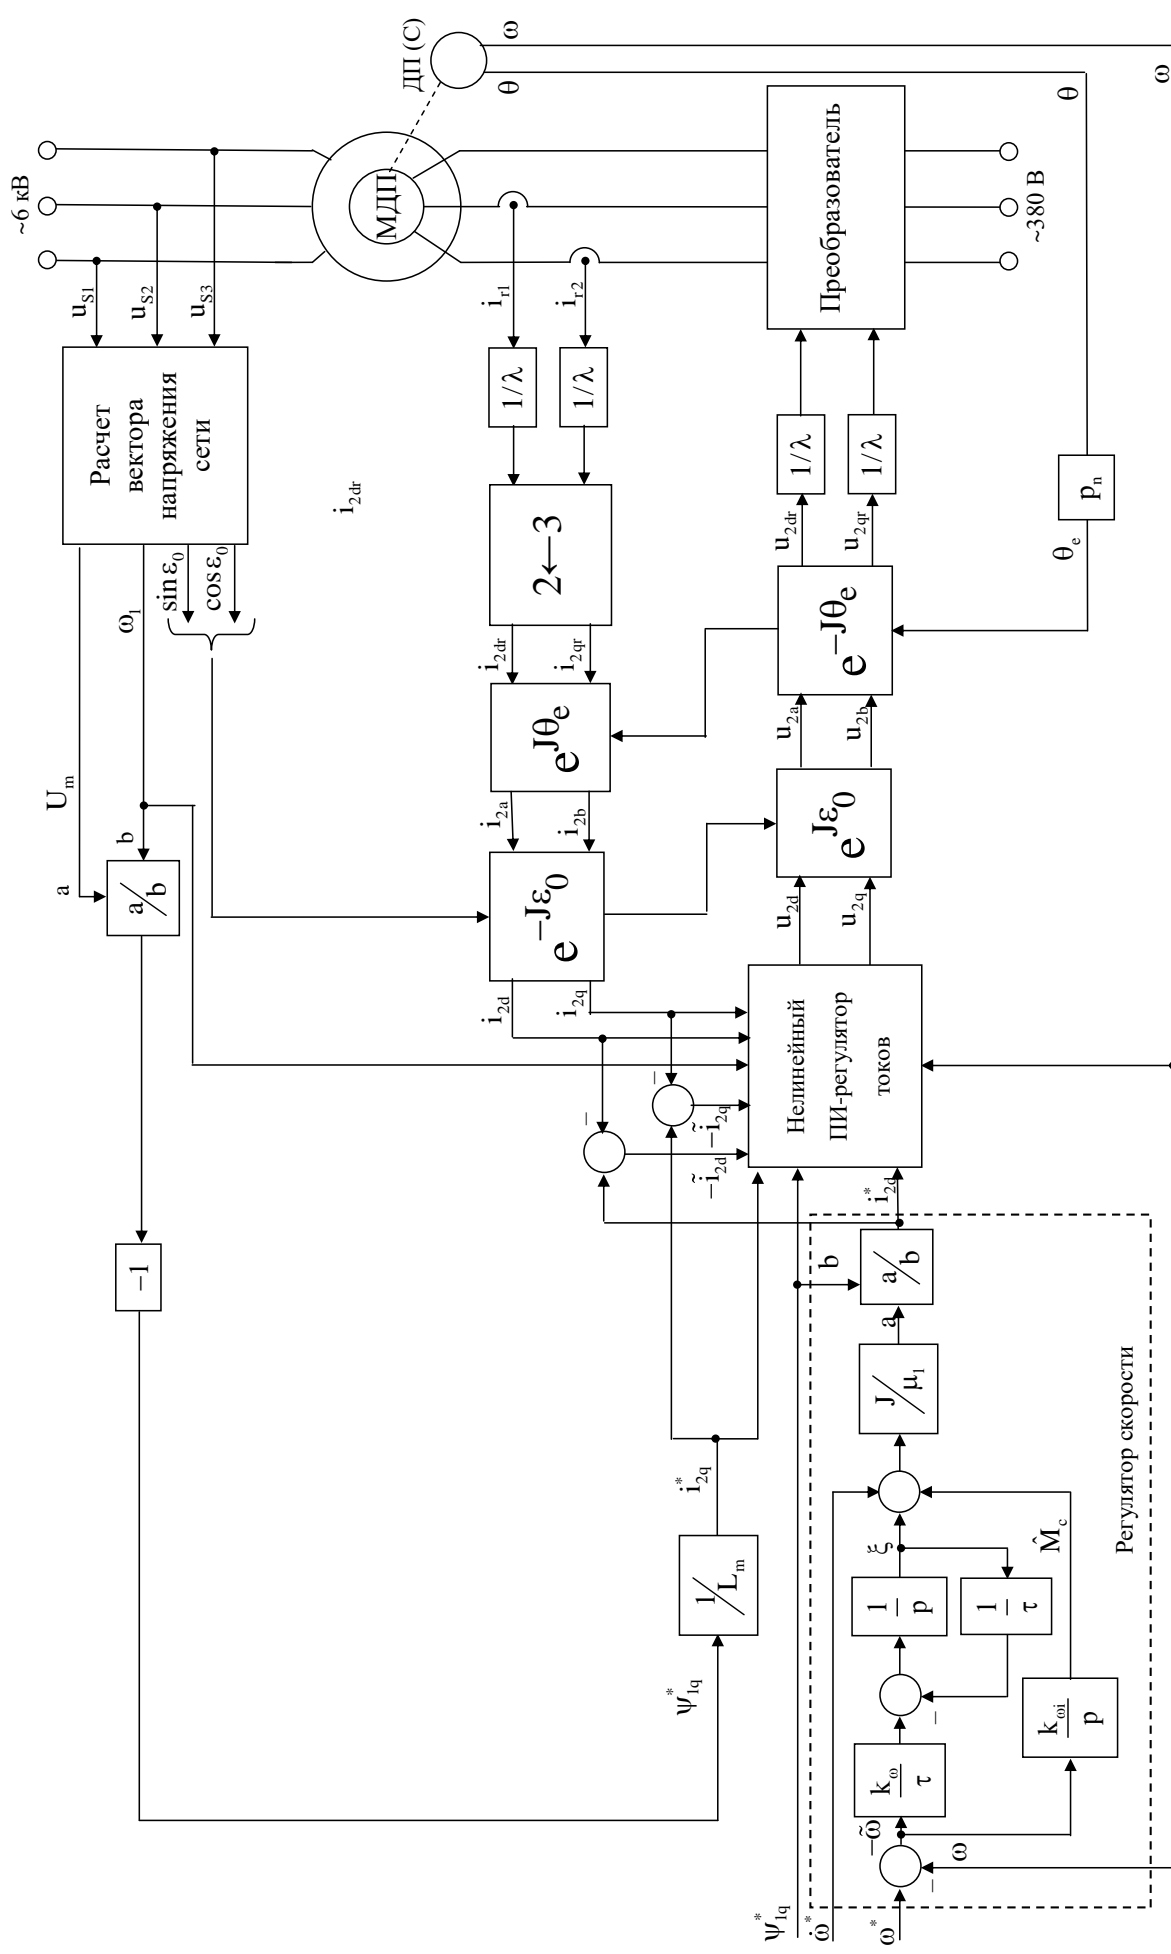 ~6 кВ
u_S1
u_S2
u_S3
Расчет
вектора
напряжения
сети
U_m
ω_1
sin ε_0
cos ε_0
a
b
a/b
−1
МДП
ДП (С)
ω
θ
i_r1
i_r2
1/λ
1/λ
i_2dr
2←3
i_2dr
i_2qr
e^Jθ_e
i_2a
i_2b
e^−Jε_0
i_2d
i_2q
−
−
−ĩ_2d
−ĩ_2q
Преобразователь
~380 В
1/λ
1/λ
u_2dr
u_2qr
e^−Jθ_e
u_2a
u_2b
e^Jε_0
u_2d
u_2q
Нелинейный
ПИ-регулятор
токов
θ
ω
p_n
θ_e
i*_2d
ψ*_1q
1/L_m
i*_2q
b
a/b
a
J/μ_1
ξ
1/p
1/τ
M̂_c
−
k_ω/τ
k_ωi/p
−ω̃
ω
−
ψ*_1q
ω̇*
ω*
Регулятор скорости